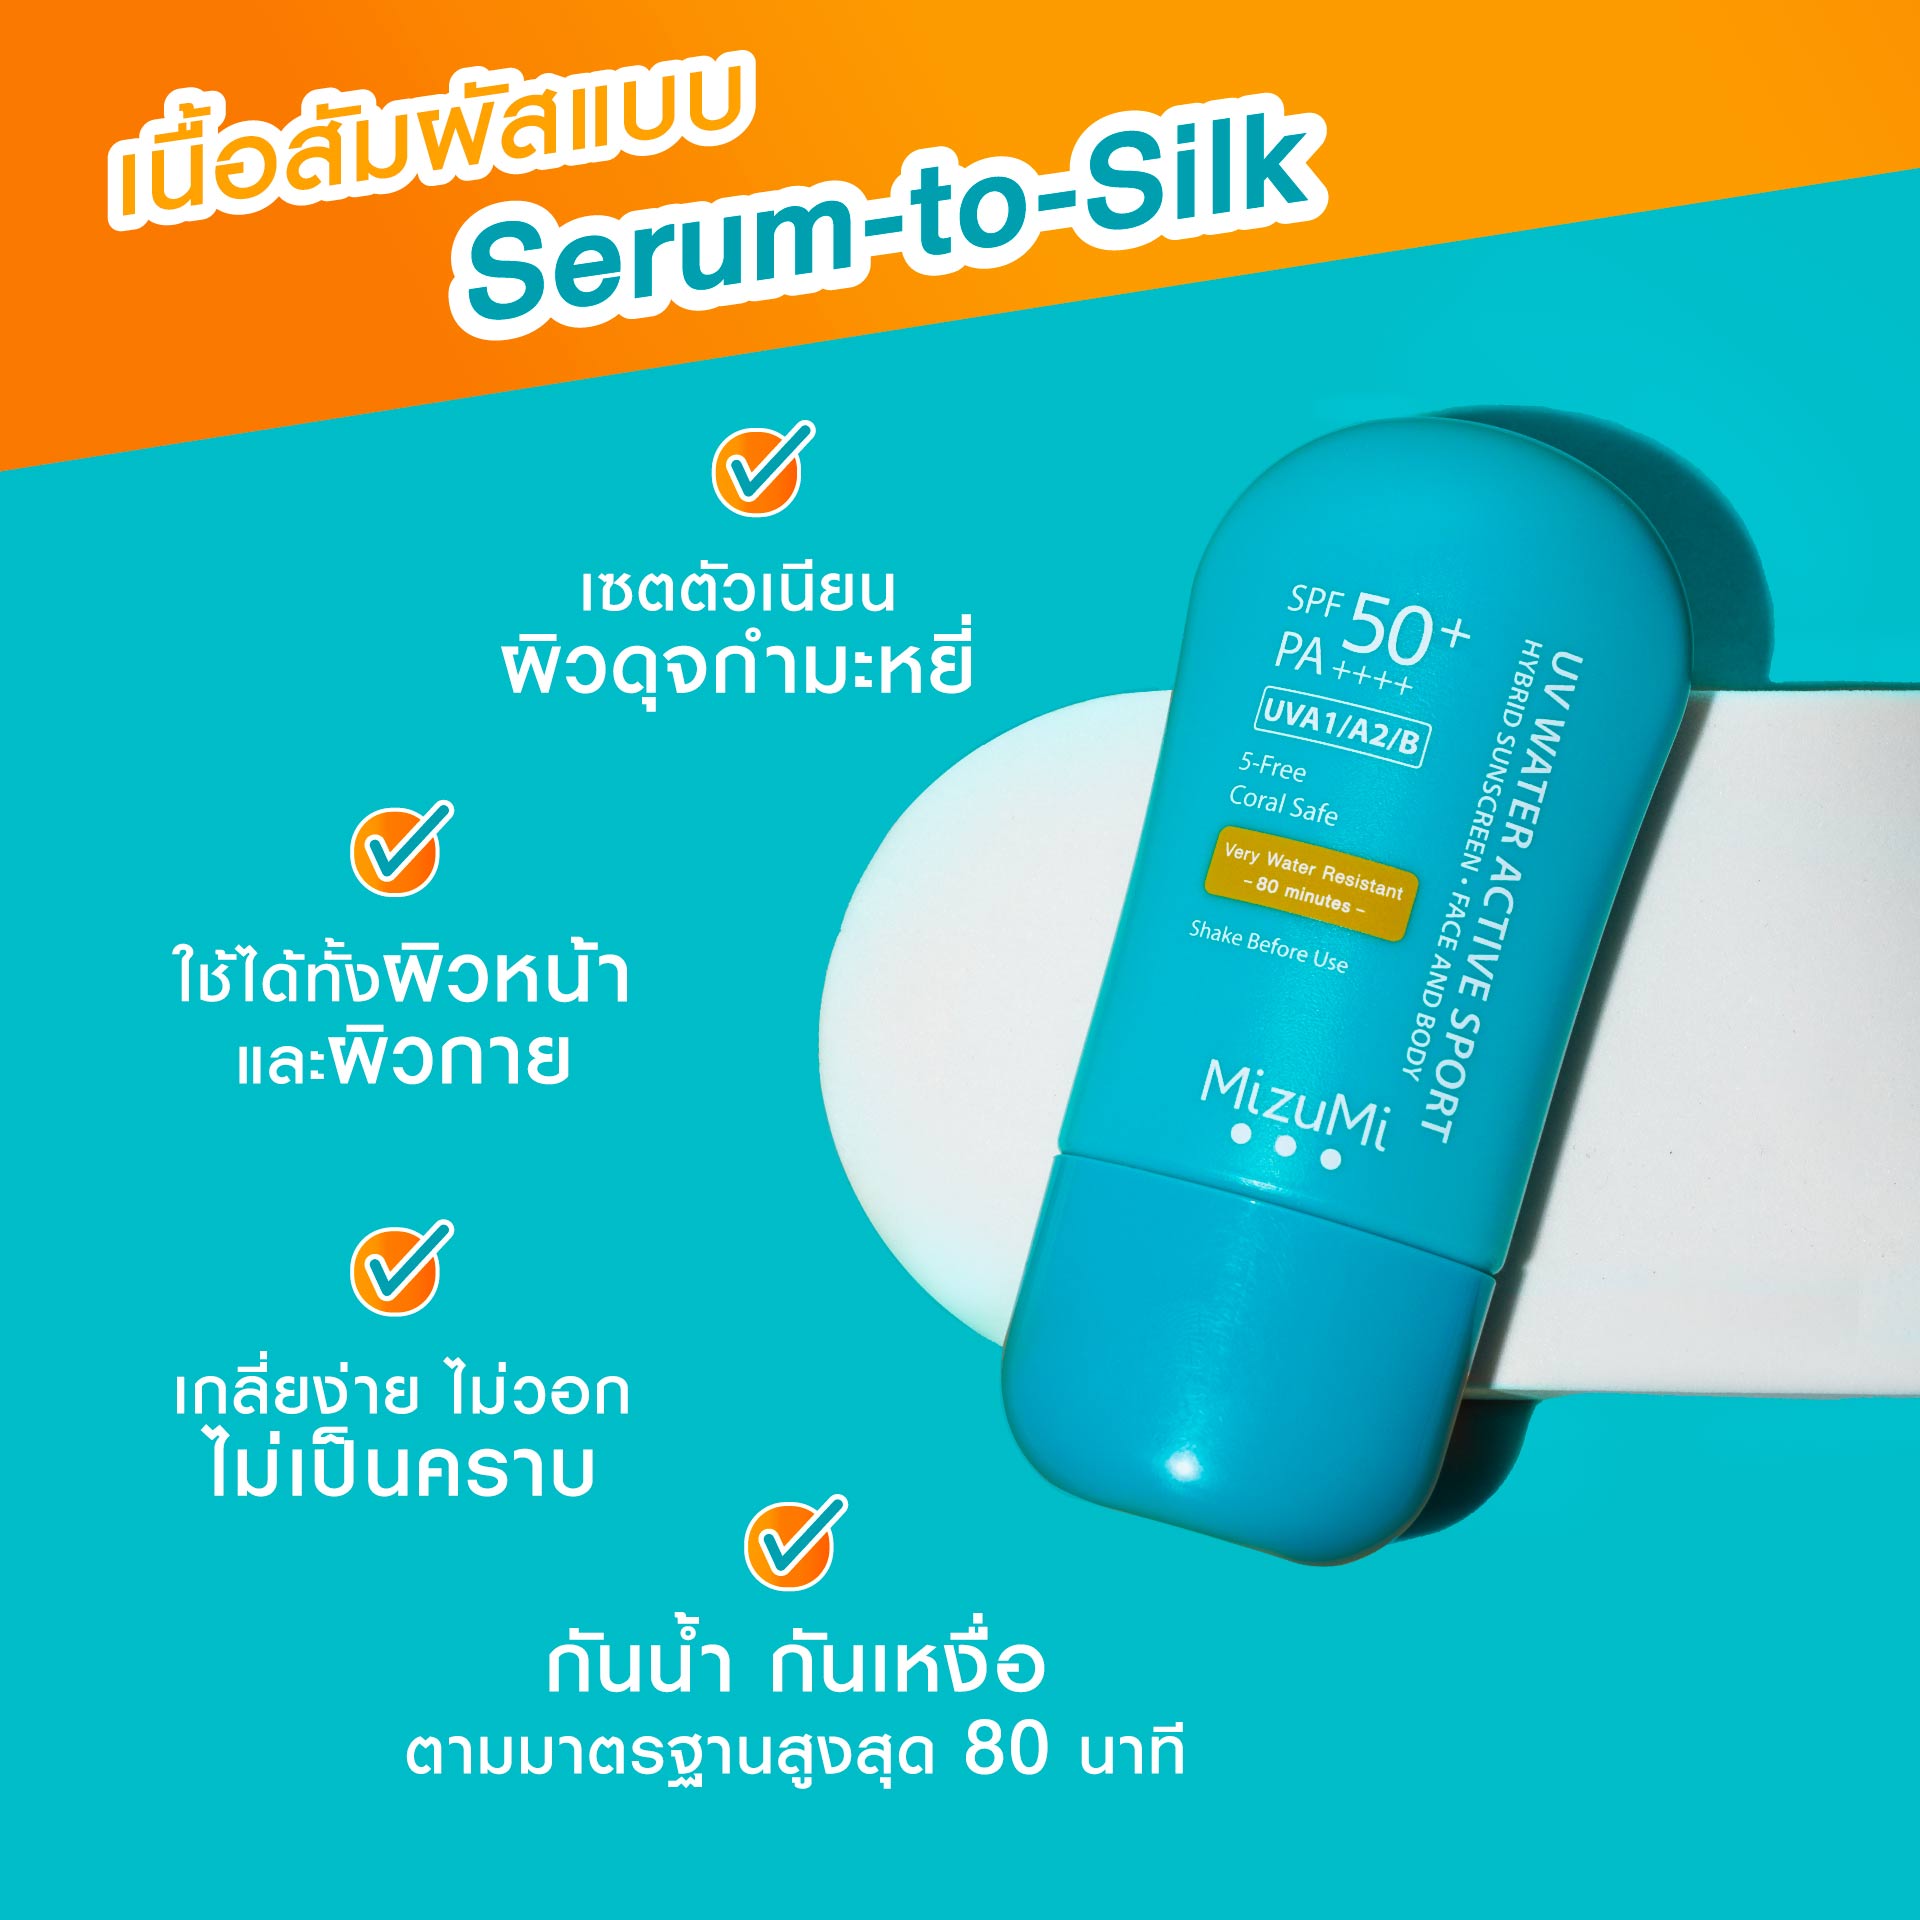 เนื้อสัมผัสแบบ
Serum-to-Silk
เซตตัวเนียน
ผิวดุจกำมะหยี่
ใช้ได้ทั้งผิวหน้า
และผิวกาย
เกลี่ยง่าย ไม่วอก
ไม่เป็นคราบ
กันน้ำ กันเหงื่อ
ตามมาตรฐานสูงสุด 80 นาที
SPF 50+
PA ++++
UVA1/A2/B
5-Free
Coral Safe
Very Water Resistant
- 80 minutes -
Shake Before Use
MizuMi
UV WATER ACTIVE SPORT
HYBRID SUNSCREEN • FACE AND BODY